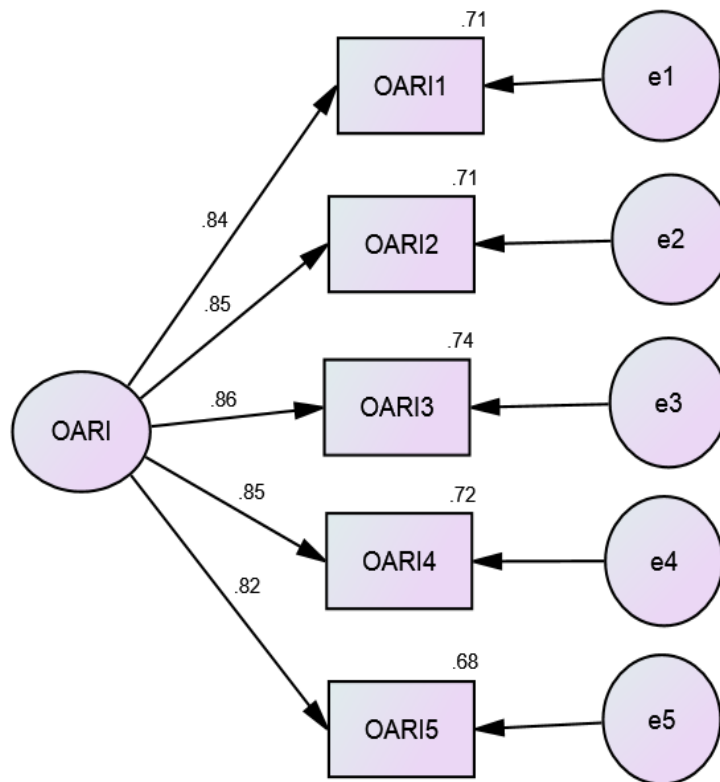 .71
OARI1
e1
.84
.71
OARI2
e2
.85
.74
OARI3
e3
.86
OARI
.72
OARI4
e4
.85
.68
OARI5
e5
.82